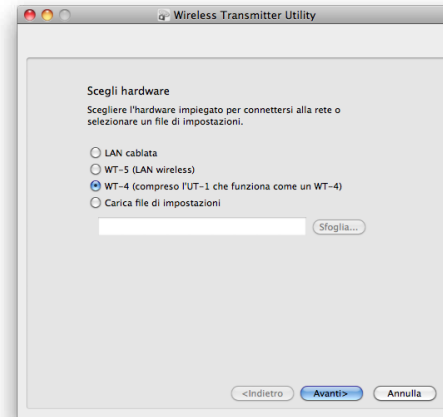 Wireless Transmitter Utility
Scegli hardware
Scegliere l'hardware impiegato per connettersi alla rete o
selezionare un file di impostazioni.
LAN cablata
WT-5 (LAN wireless)
WT-4 (compreso l'UT-1 che funziona come un WT-4)
Carica file di impostazioni
Sfoglia...
<Indietro
Avanti>
Annulla